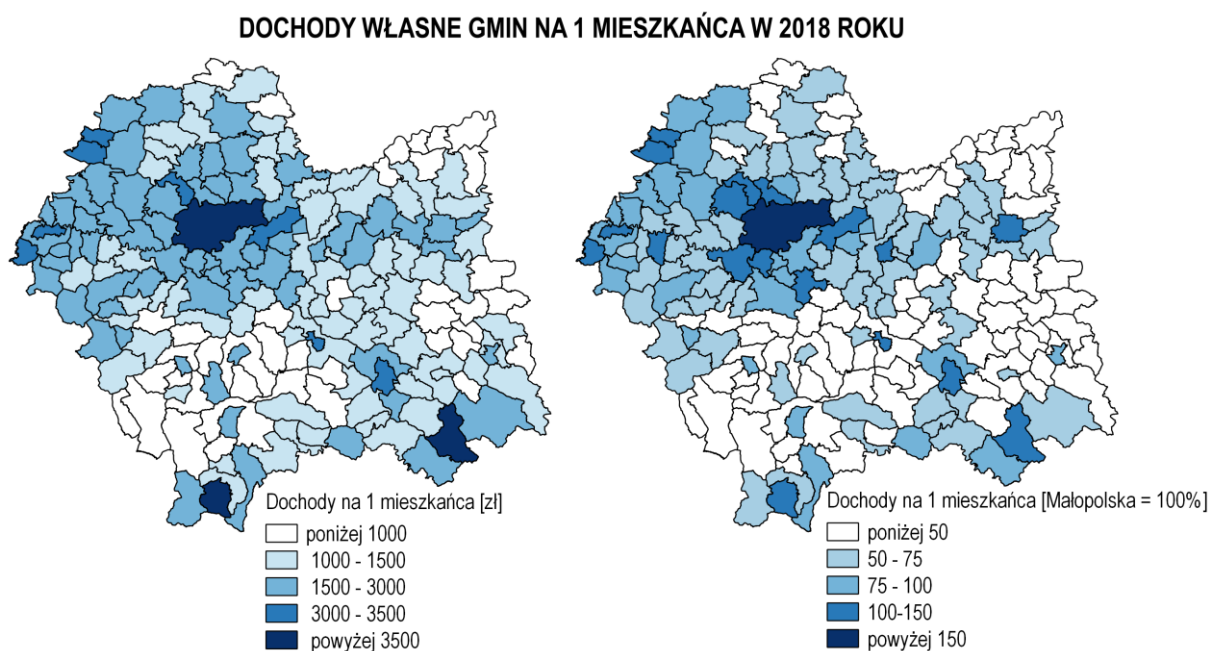 DOCHODY WŁASNE GMIN NA 1 MIESZKAŃCA W 2018 ROKU
Dochody na 1 mieszkańca [zł]
poniżej 1000
1000 - 1500
1500 - 3000
3000 - 3500
powyżej 3500
Dochody na 1 mieszkańca [Małopolska = 100%]
poniżej 50
50 - 75
75 - 100
100-150
powyżej 150